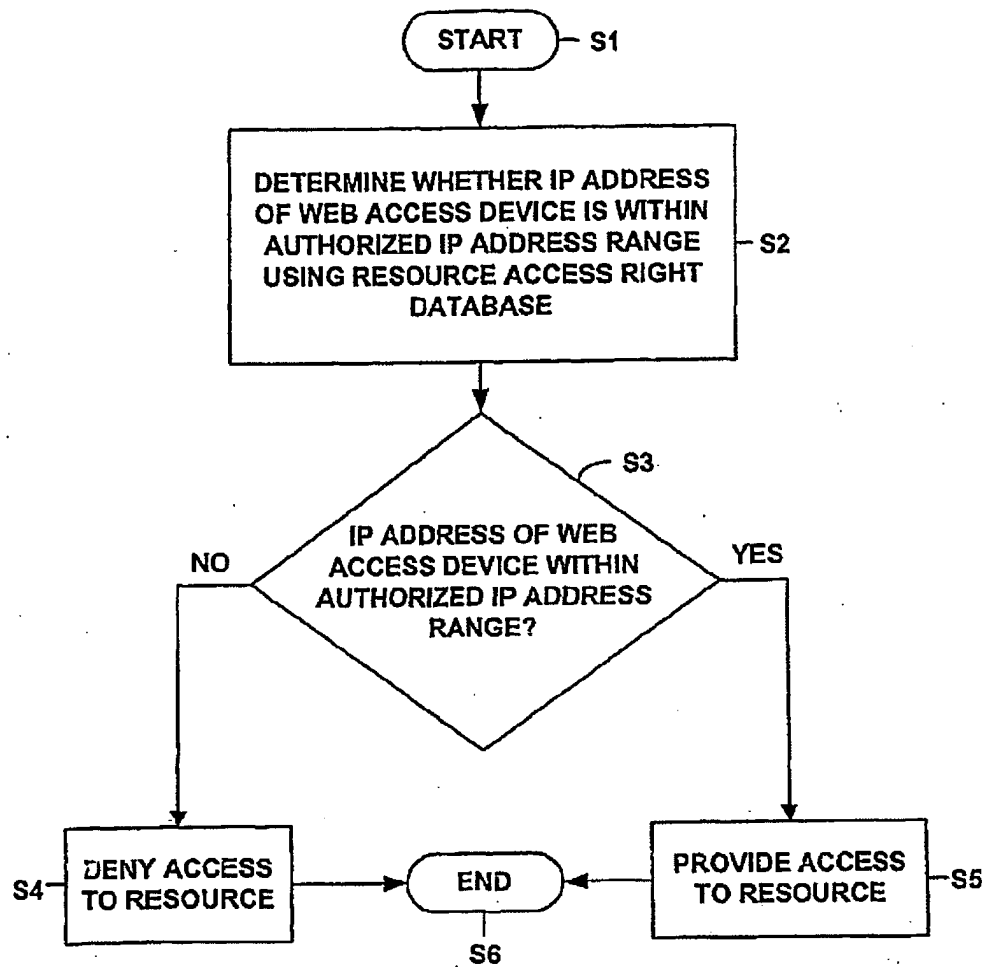 START
S1
DETERMINE WHETHER IP ADDRESS
OF WEB ACCESS DEVICE IS WITHIN
AUTHORIZED IP ADDRESS RANGE
USING RESOURCE ACCESS RIGHT
DATABASE
S2
S3
IP ADDRESS OF WEB
ACCESS DEVICE WITHIN
AUTHORIZED IP ADDRESS
RANGE?
NO
YES
DENY ACCESS
TO RESOURCE
S4
END
S6
PROVIDE ACCESS
TO RESOURCE
S5